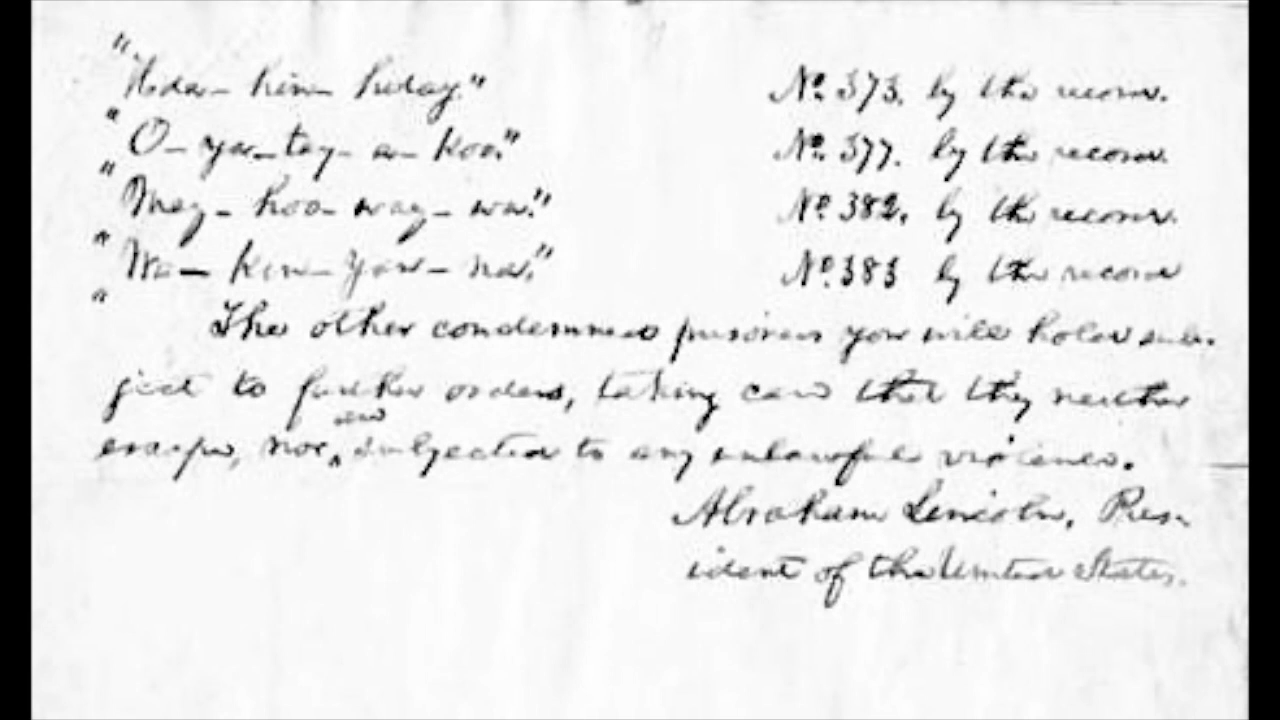 "Hda-hin-hday." No. 373. by the record.
"O-ya-tay-a-koo." No. 377. by the record.
"May-hoo-way-wa." No. 382. by the record.
"Wa-kin-yan-na." No. 383 by the record
" The other condemned prisoners you will hold sub-
ject to further orders, taking care that they neither
escape, nor are subjected to any unlawful violence.
Abraham Lincoln, Pres-
ident of the United States.